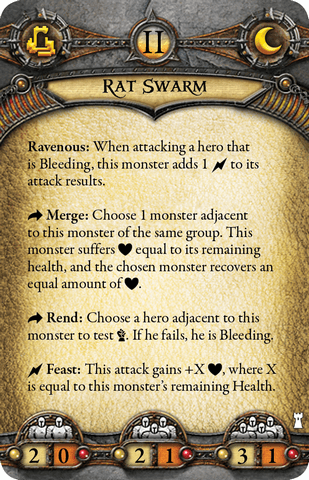 II
Rat Swarm
Ravenous: When attacking a hero that
is Bleeding, this monster adds 1 to its
attack results.
Merge: Choose 1 monster adjacent
to this monster of the same group. This
monster suffers equal to its remaining
health, and the chosen monster recovers an
equal amount of .
Rend: Choose a hero adjacent to this
monster to test . If he fails, he is Bleeding.
Feast: This attack gains +X , where X
is equal to this monster's remaining Health.
2 0 2 1 3 1